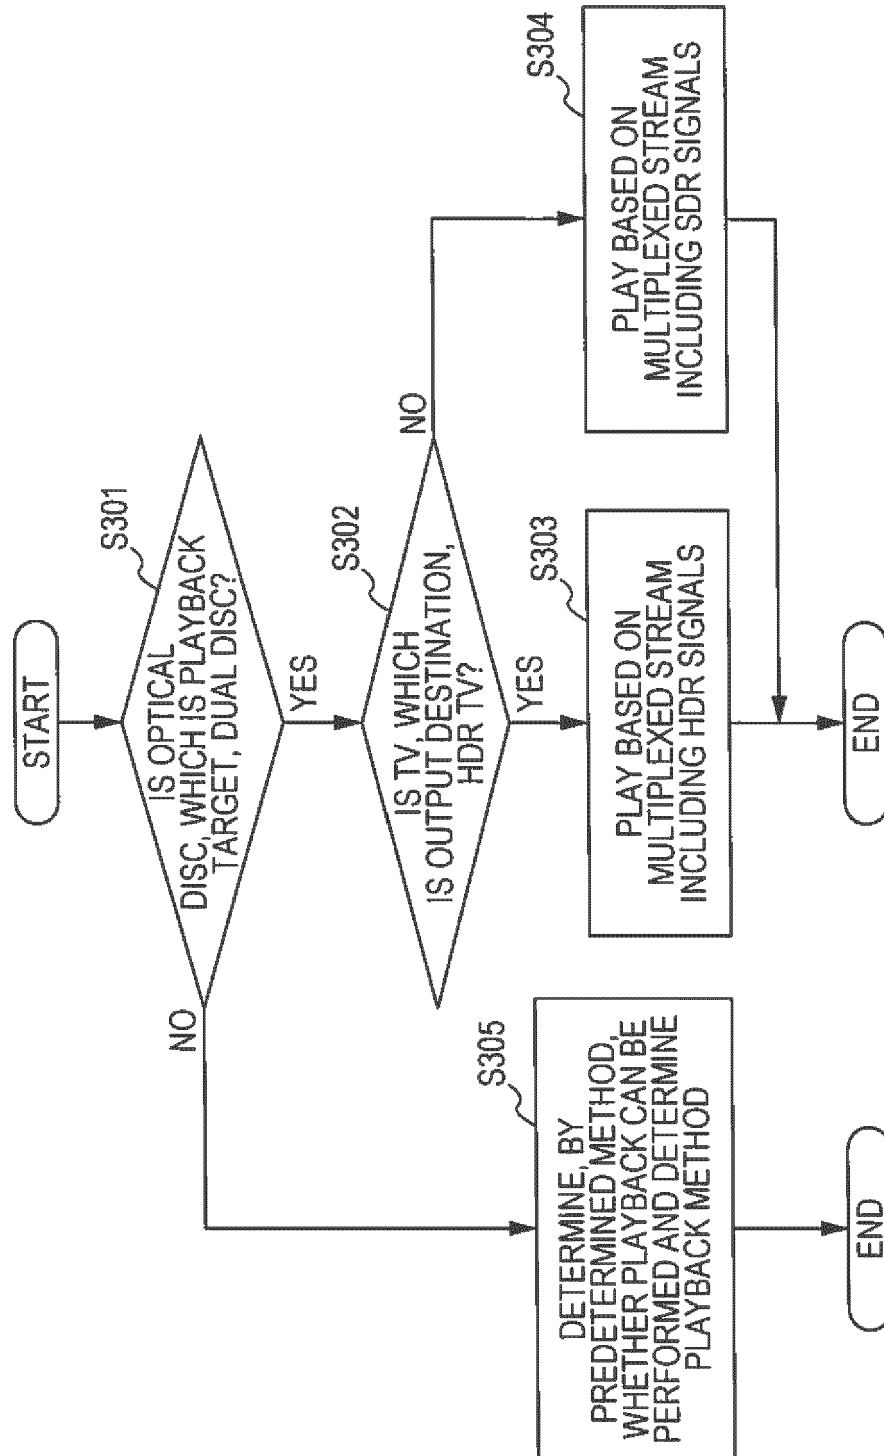 START
S301
IS OPTICAL
DISC, WHICH IS PLAYBACK
TARGET, DUAL DISC?
NO
YES
S302
IS TV, WHICH
IS OUTPUT DESTINATION,
HDR TV?
NO
YES
S305
DETERMINE, BY
PREDETERMINED METHOD,
WHETHER PLAYBACK CAN BE
PERFORMED AND DETERMINE
PLAYBACK METHOD
S303
PLAY BASED ON
MULTIPLEXED STREAM
INCLUDING HDR SIGNALS
S304
PLAY BASED ON
MULTIPLEXED STREAM
INCLUDING SDR SIGNALS
END
END